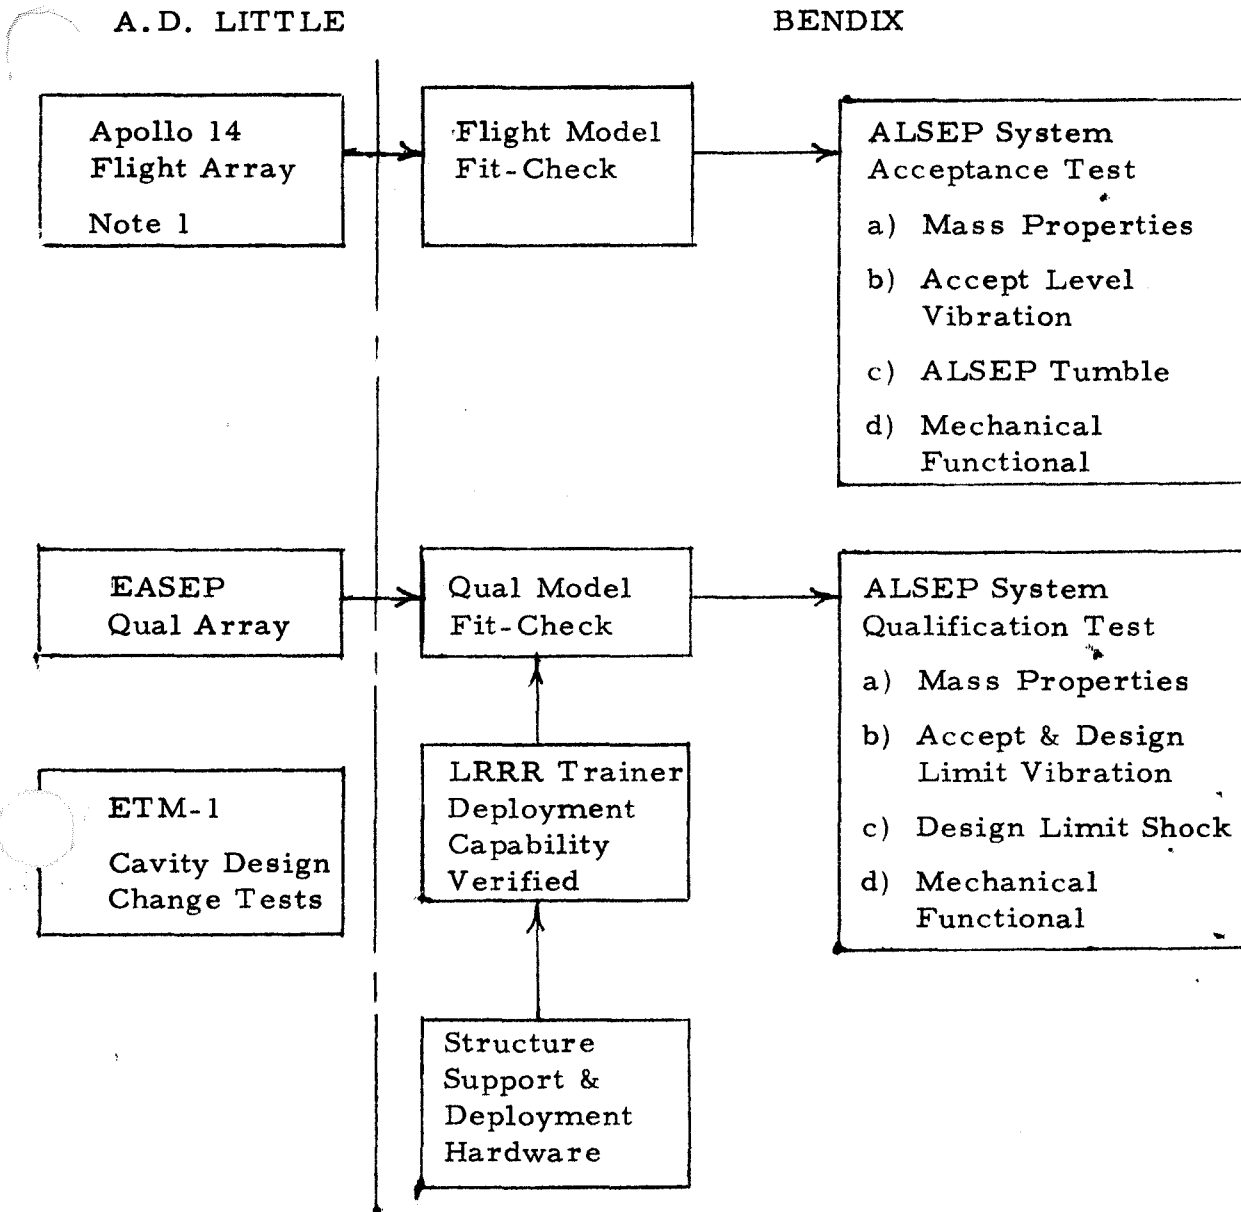 A.D. LITTLE
BENDIX
Apollo 14
Flight Array
Note 1
Flight Model
Fit-Check
ALSEP System
Acceptance Test
a) Mass Properties
b) Accept Level
Vibration
c) ALSEP Tumble
d) Mechanical
Functional
EASEP
Qual Array
Qual Model
Fit-Check
ALSEP System
Qualification Test
a) Mass Properties
b) Accept & Design
Limit Vibration
c) Design Limit Shock
d) Mechanical
Functional
ETM-1
Cavity Design
Change Tests
LRRR Trainer
Deployment
Capability
Verified
Structure
Support &
Deployment
Hardware